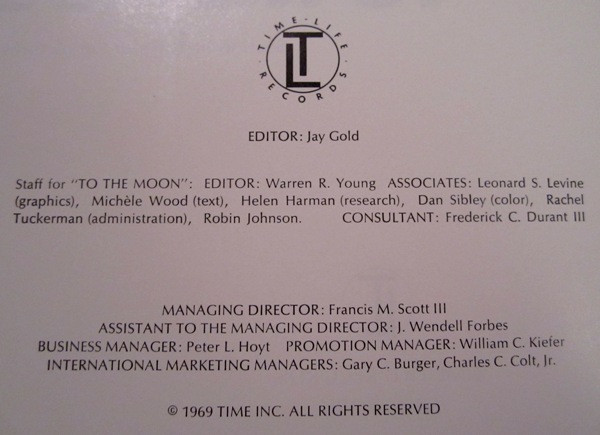 TIME-LIFE
TL
RECORDS
EDITOR: Jay Gold
Staff for "TO THE MOON": EDITOR: Warren R. Young ASSOCIATES: Leonard S. Levine
(graphics), Michèle Wood (text), Helen Harman (research), Dan Sibley (color), Rachel
Tuckerman (administration), Robin Johnson. CONSULTANT: Frederick C. Durant III
MANAGING DIRECTOR: Francis M. Scott III
ASSISTANT TO THE MANAGING DIRECTOR: J. Wendell Forbes
BUSINESS MANAGER: Peter L. Hoyt PROMOTION MANAGER: William C. Kiefer
INTERNATIONAL MARKETING MANAGERS: Gary C. Burger, Charles C. Colt, Jr.
© 1969 TIME INC. ALL RIGHTS RESERVED